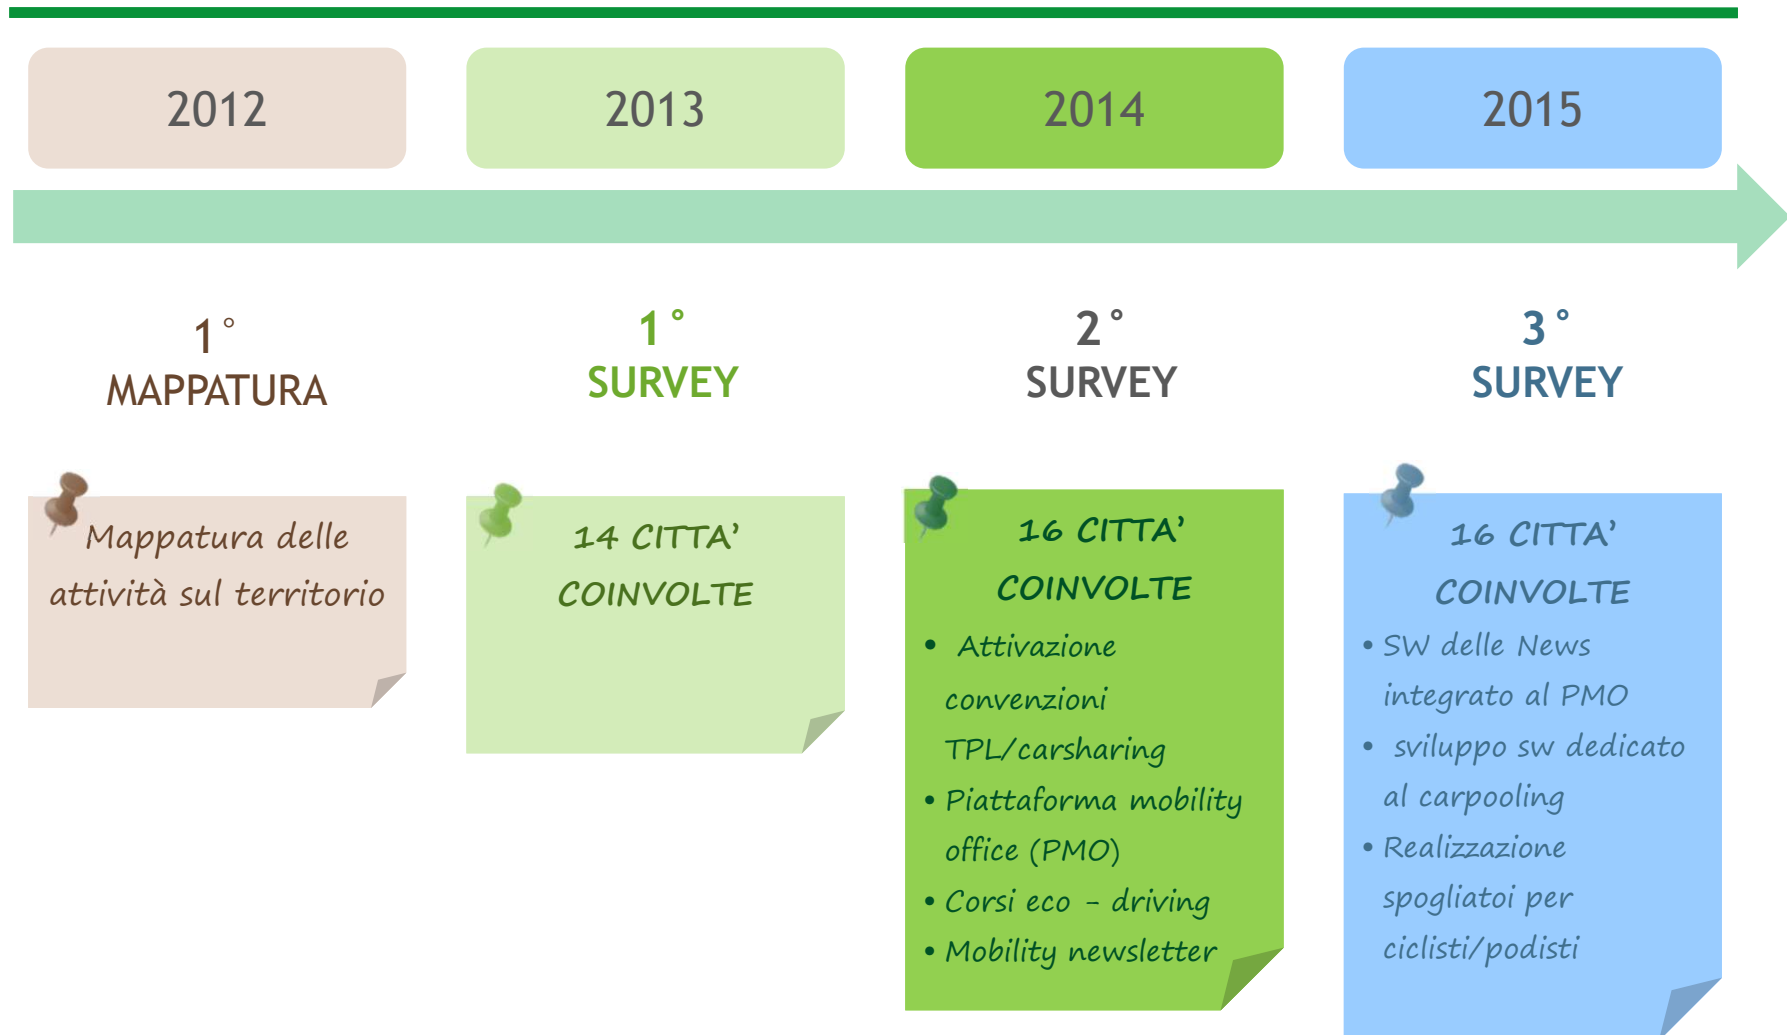 2012
2013
2014
2015
1°
MAPPATURA
1°
SURVEY
2°
SURVEY
3°
SURVEY
Mappatura delle
attività sul territorio
14 CITTA’
COINVOLTE
16 CITTA’
COINVOLTE
• Attivazione
convenzioni
TPL/carsharing
• Piattaforma mobility
office (PMO)
• Corsi eco - driving
• Mobility newsletter
16 CITTA’
COINVOLTE
• SW delle News
integrato al PMO
• sviluppo sw dedicato
al carpooling
• Realizzazione
spogliatoi per
ciclisti/podisti